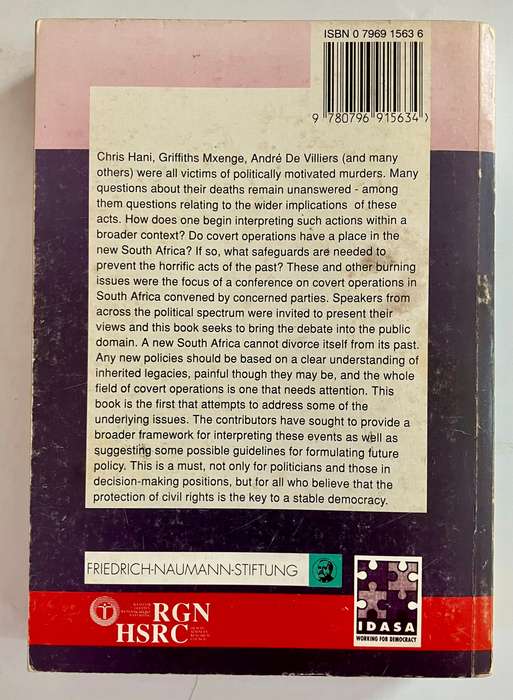 ISBN 0 7969 1563 6
9 780796 915634
Chris Hani, Griffiths Mxenge, André De Villiers (and many
others) were all victims of politically motivated murders. Many
questions about their deaths remain unanswered - among
them questions relating to the wider implications of these
acts. How does one begin interpreting such actions within a
broader context? Do covert operations have a place in the
new South Africa? If so, what safeguards are needed to
prevent the horrific acts of the past? These and other burning
issues were the focus of a conference on covert operations in
South Africa convened by concerned parties. Speakers from
across the political spectrum were invited to present their
views and this book seeks to bring the debate into the public
domain. A new South Africa cannot divorce itself from its past.
Any new policies should be based on a clear understanding of
inherited legacies, painful though they may be, and the whole
field of covert operations is one that needs attention. This
book is the first that attempts to address some of the
underlying issues. The contributors have sought to provide a
broader framework for interpreting these events as well as
suggesting some possible guidelines for formulating future
policy. This is a must, not only for politicians and those in
decision-making positions, but for all who believe that the
protection of civil rights is the key to a stable democracy.
FRIEDRICH-NAUMANN-STIFTUNG
RGN
HSRC
IDASA
WORKING FOR DEMOCRACY